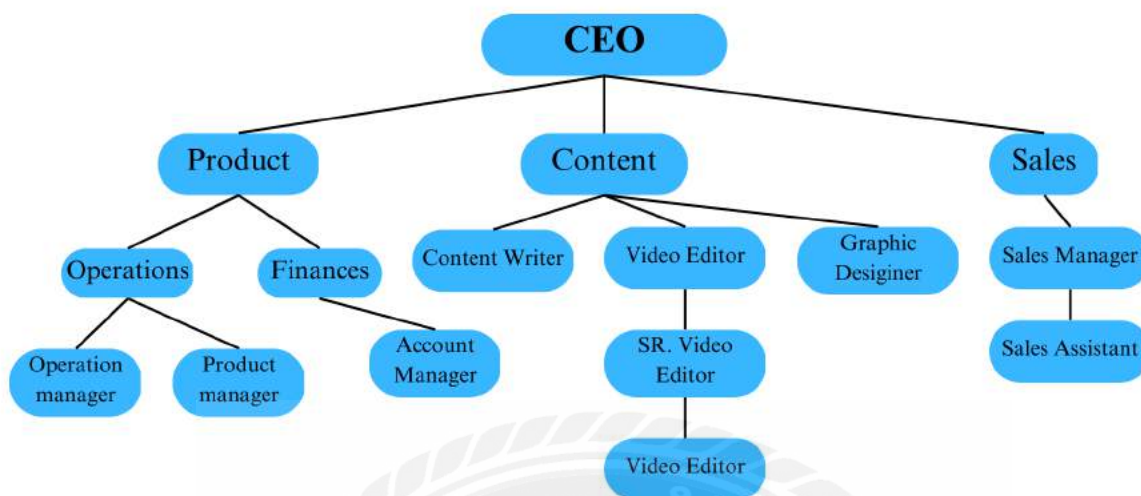 CEO
Product
Content
Sales
Operations
Finances
Content Writer
Video Editor
Graphic
Desiginer
Sales Manager
Operation
manager
Product
manager
Account
Manager
SR. Video
Editor
Sales Assistant
Video Editor